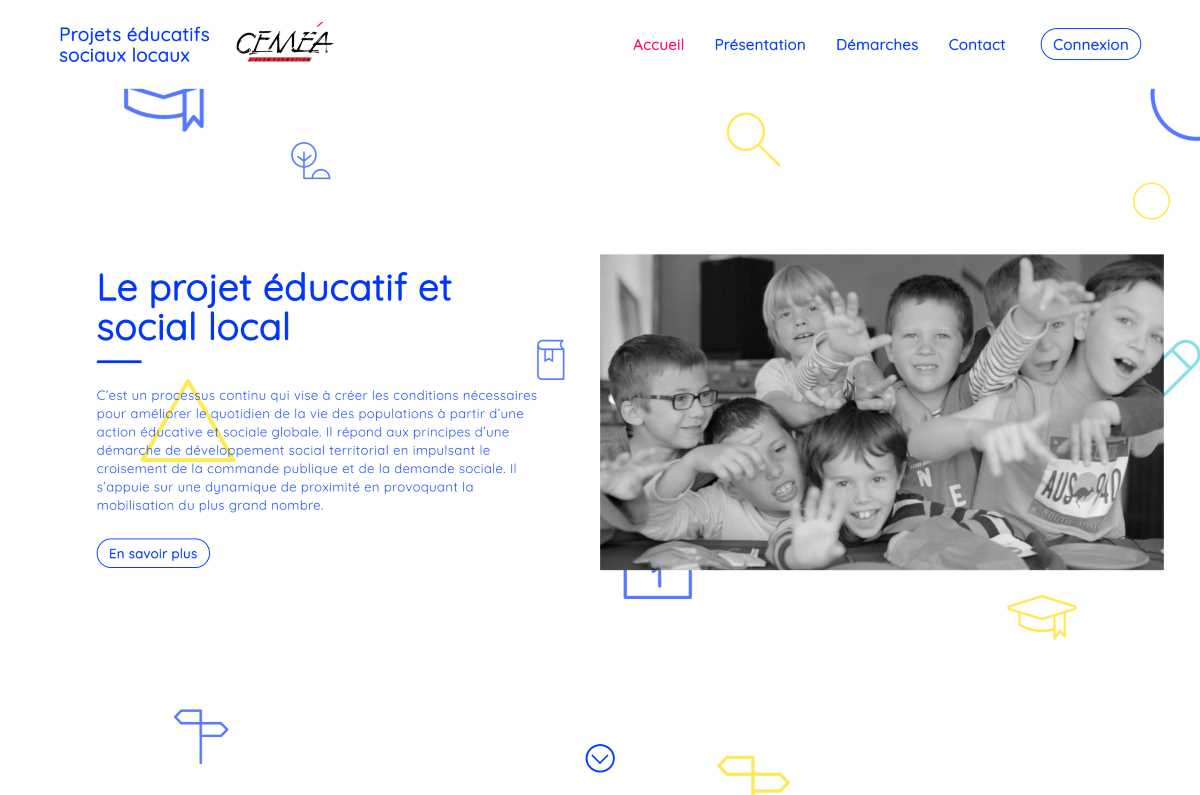 Projets éducatifs
sociaux locaux
CEMÉA
Accueil
Présentation
Démarches
Contact
Connexion
Le projet éducatif et
social local
C'est un processus continu qui vise à créer les conditions nécessaires
pour améliorer le quotidien de la vie des populations à partir d'une
action éducative et sociale globale. Il répond aux principes d'une
démarche de développement social territorial en impulsant le
croisement de la commande publique et de la demande sociale. Il
s'appuie sur une dynamique de proximité en provoquant la
mobilisation du plus grand nombre.
En savoir plus
N
E
AUS 940
1